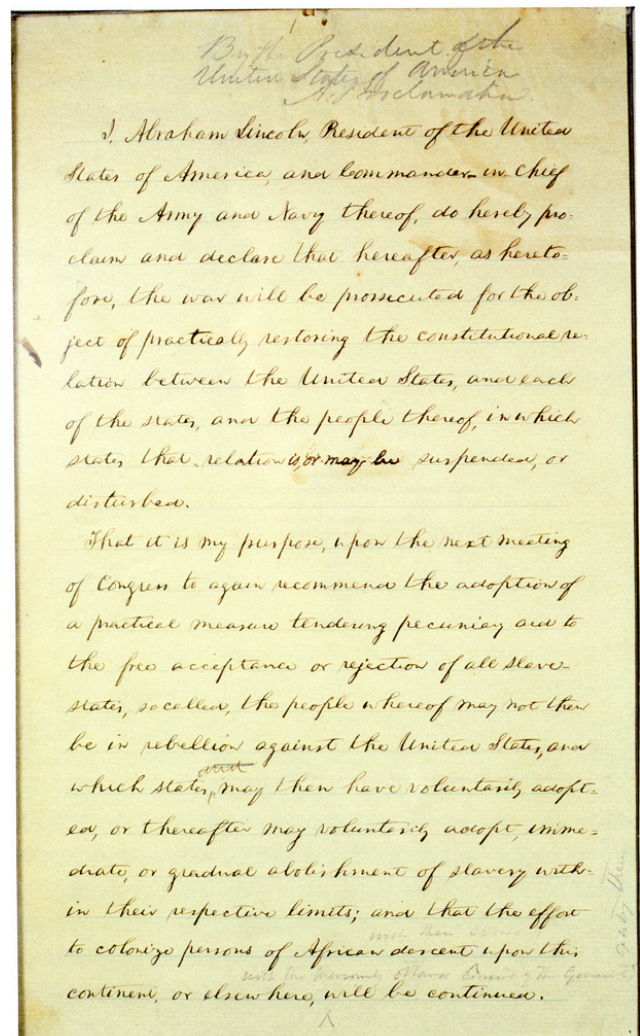 By the President of the
United States of America
A Proclamation.
I, Abraham Lincoln, President of the United
States of America, and Commander-in-Chief
of the Army and Navy thereof, do hereby pro-
claim and declare that hereafter, as hereto-
fore, the war will be prossecuted for the ob-
ject of practically restoring the constitutional re-
lation between the United States, and each
of the states, and the people thereof, in which
states that relation is, or may be suspended, or
disturbed.
That it is my purpose, upon the next meeting
of Congress to again recommend the adoption of
a practical measure tendering pecuniary aid to
the free acceptance or rejection of all slave-
states, so called, the people whereof may not then
be in rebellion against the United States, and
and
which states, may then have voluntarily adopt-
ed, or thereafter may voluntarily adopt, imme-
diate, or gradual abolishment of slavery with-
in their respective limits; and that the effort
with their
to colonize persons of African descent upon this
continent, or elsewhere, will be continued.